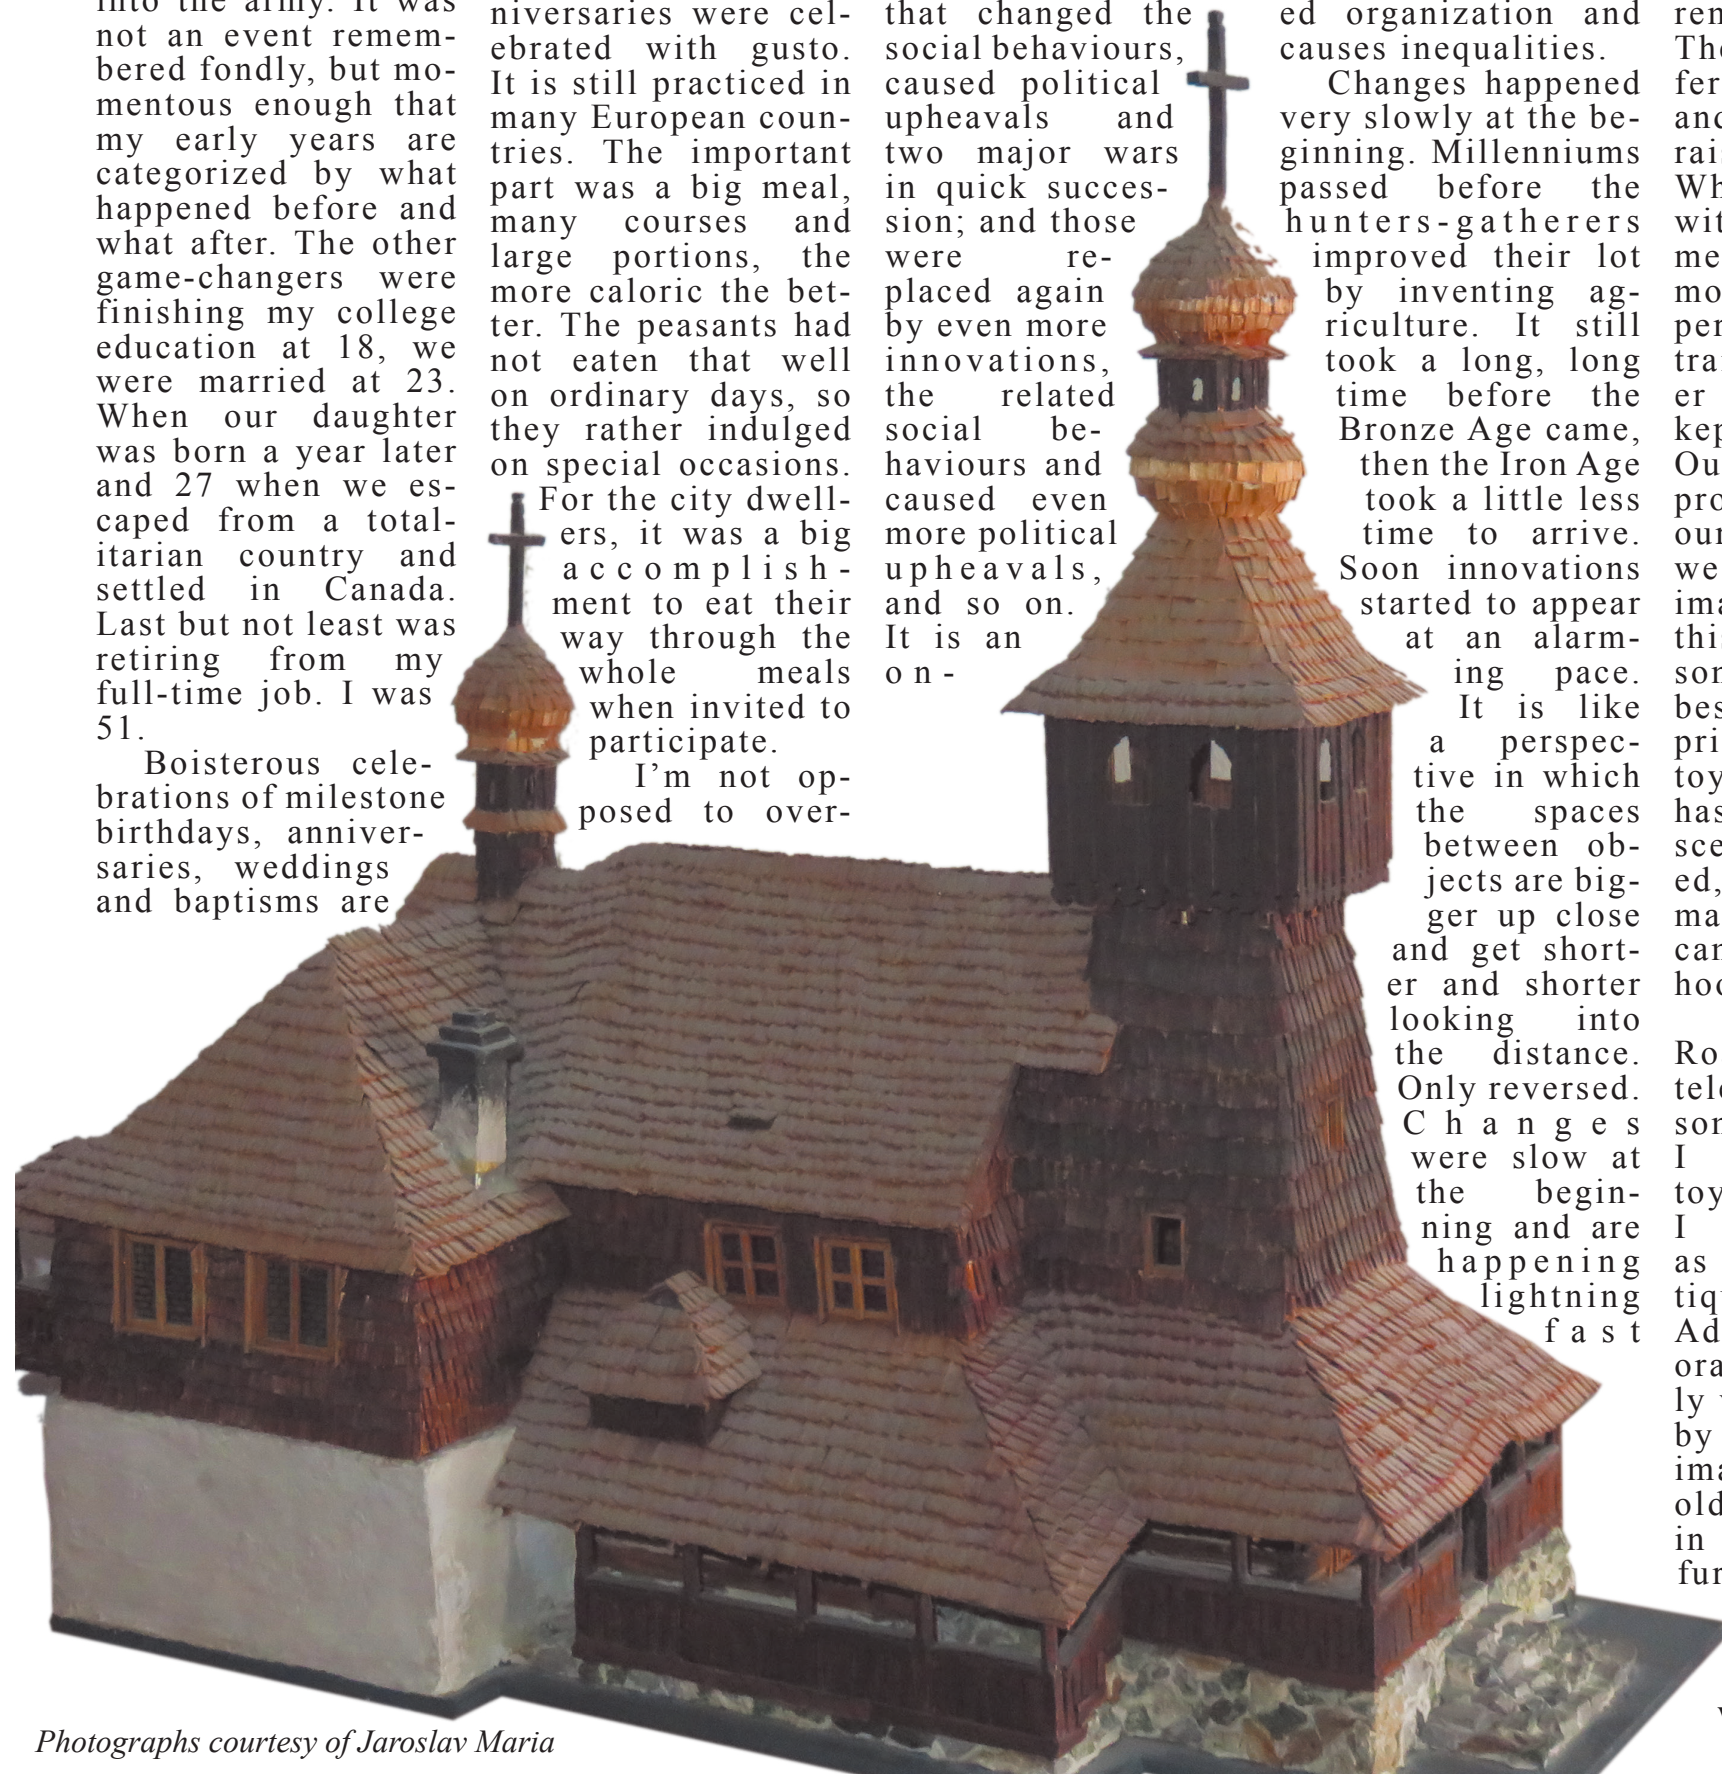 into the army. It was
not an event remem-
bered fondly, but mo-
mentous enough that
my early years are
categorized by what
happened before and
what after. The other
game-changers were
finishing my college
education at 18, we
were married at 23.
When our daughter
was born a year later
and 27 when we es-
caped from a total-
itarian country and
settled in Canada.
Last but not least was
retiring from my
full-time job. I was
51.
Boisterous cele-
brations of milestone
birthdays, anniver-
saries, weddings
and baptisms are
niversaries were cel-
ebrated with gusto.
It is still practiced in
many European coun-
tries. The important
part was a big meal,
many courses and
large portions, the
more caloric the bet-
ter. The peasants had
not eaten that well
on ordinary days, so
they rather indulged
on special occasions.
For the city dwell-
ers, it was a big
accomplish-
ment to eat their
way through the
whole meals
when invited to
participate.
I'm not op-
posed to over-
that changed the
social behaviours,
caused political
upheavals and
two major wars
in quick succes-
sion; and those
were re-
placed again
by even more
innovations,
the related
social be-
haviours and
caused even
more political
upheavals,
and so on.
It is an
on-
ed organization and
causes inequalities.
Changes happened
very slowly at the be-
ginning. Millenniums
passed before the
hunters-gatherers
improved their lot
by inventing ag-
riculture. It still
took a long, long
time before the
Bronze Age came,
then the Iron Age
took a little less
time to arrive.
Soon innovations
started to appear
at an alarm-
ing pace.
It is like
a perspec-
tive in which
the spaces
between ob-
jects are big-
ger up close
and get short-
er and shorter
looking into
the distance.
Only reversed.
Changes
were slow at
the begin-
ning and are
happening
lightning
fast
er
I
I
as
ly
by
in
Photographs courtesy of Jaroslav Maria